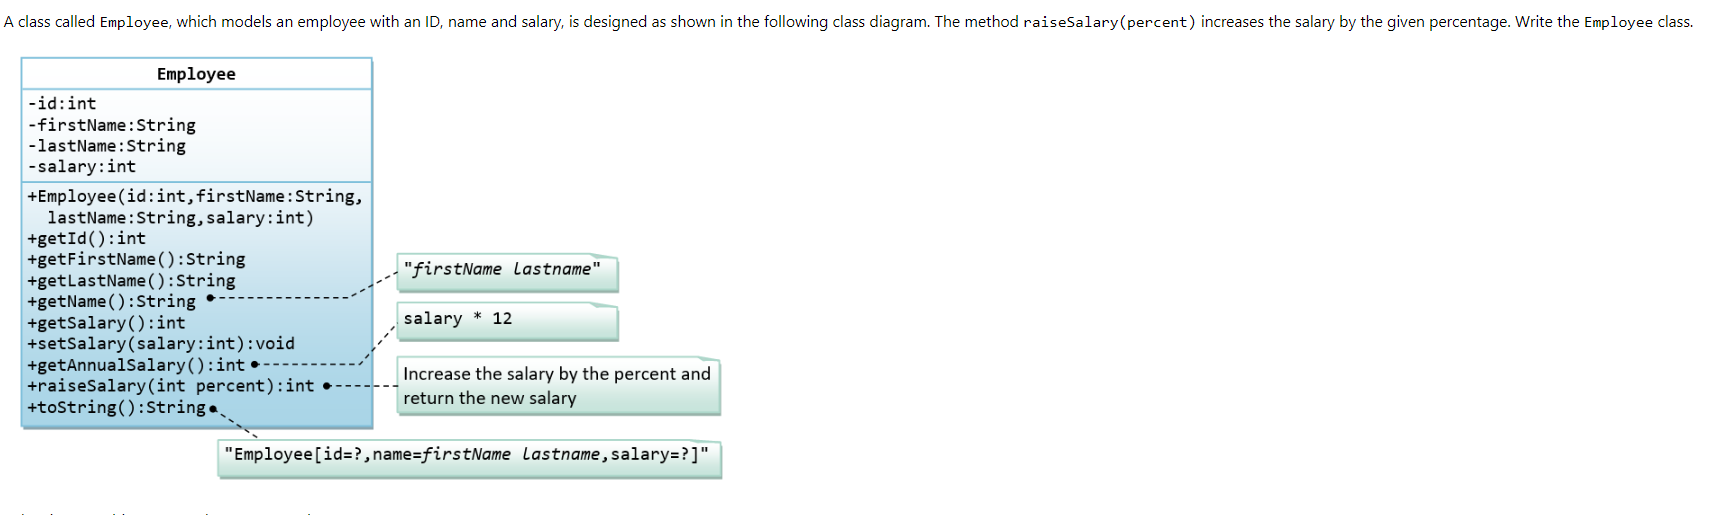 A class called Employee, which models an employee with an ID, name and salary, is designed as shown in the following class diagram. The method raiseSalary(percent) increases the salary by the given percentage. Write the Employee class.
Employee
-id:int
-firstName:String
-lastName:String
-salary:int
+Employee(id:int,firstName:String,
lastName:String,salary:int)
+getId():int
+getFirstName():String
+getLastName():String
+getName():String
+getSalary():int
+setSalary(salary:int):void
+getAnnualSalary():int
+raiseSalary(int percent):int
+toString():String
"firstName Lastname"
salary * 12
Increase the salary by the percent and
return the new salary
"Employee[id=?,name=firstName Lastname,salary=?]"